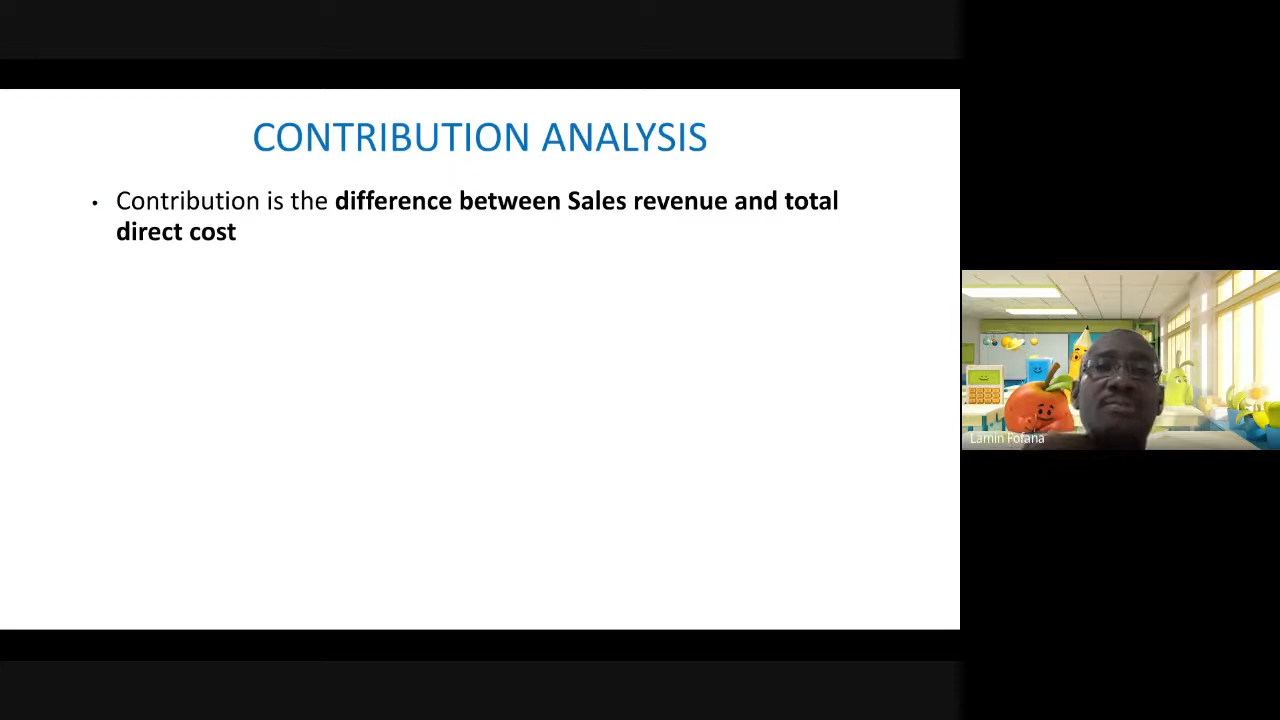 CONTRIBUTION ANALYSIS
• Contribution is the difference between Sales revenue and total
direct cost
Lamin Fofana